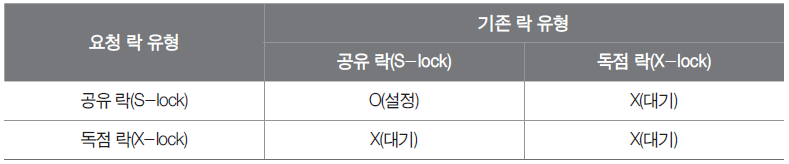 요청 락 유형
기존 락 유형
공유 락(S-lock) 독점 락(X-lock)
공유 락(S-lock) O(설정) X(대기)
독점 락(X-lock) X(대기) X(대기)